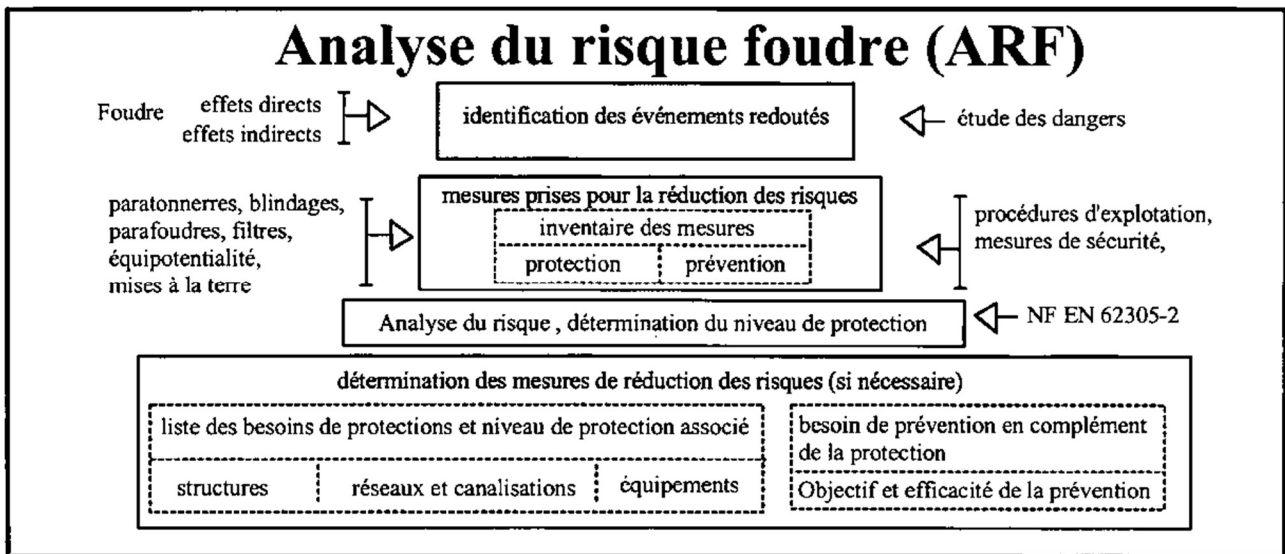 Analyse du risque foudre (ARF)
Foudre
effets directs
effets indirects
identification des événements redoutés
étude des dangers
paratonnerres, blindages,
parafoudres, filtres,
équipotentialité,
mises à la terre
mesures prises pour la réduction des risques
inventaire des mesures
protection
prévention
procédures d'explotation,
mesures de sécurité,
Analyse du risque , détermination du niveau de protection
NF EN 62305-2
détermination des mesures de réduction des risques (si nécessaire)
liste des besoins de protections et niveau de protection associé
structures
réseaux et canalisations
équipements
besoin de prévention en complément
de la protection
Objectif et efficacité de la prévention